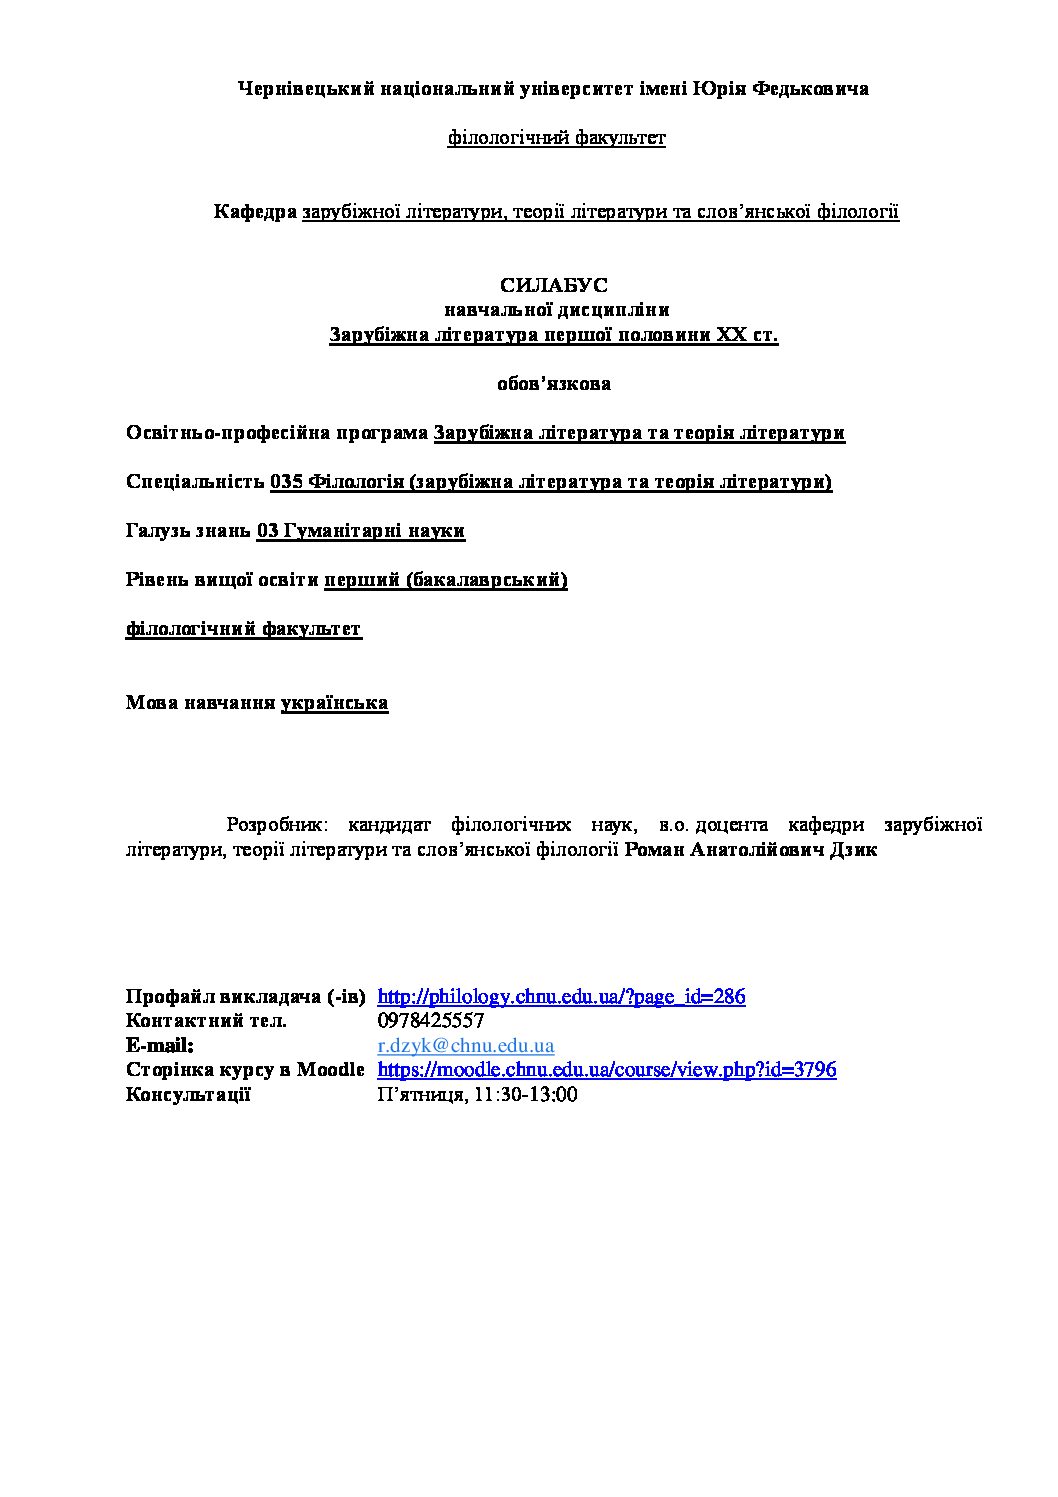 Чернівецький національний університет імені Юрія Федьковича
філологічний факультет
Кафедра зарубіжної літератури, теорії літератури та слов’янської філології
СИЛАБУС
навчальної дисципліни
Зарубіжна література першої половини ХХ ст.
обов’язкова
Освітньо-професійна програма Зарубіжна література та теорія літератури
Спеціальність 035 Філологія (зарубіжна література та теорія літератури)
Галузь знань 03 Гуманітарні науки
Рівень вищої освіти перший (бакалаврський)
філологічний факультет
Мова навчання українська
Розробник: кандидат філологічних наук, в.о. доцента кафедри зарубіжної
літератури, теорії літератури та слов’янської філології Роман Анатолійович Дзик
Профайл викладача (-ів) http://philology.chnu.edu.ua/?page_id=286
Контактний тел. 0978425557
E-mail: r.dzyk@chnu.edu.ua
Сторінка курсу в Moodle https://moodle.chnu.edu.ua/course/view.php?id=3796
Консультації П’ятниця, 11:30-13:00